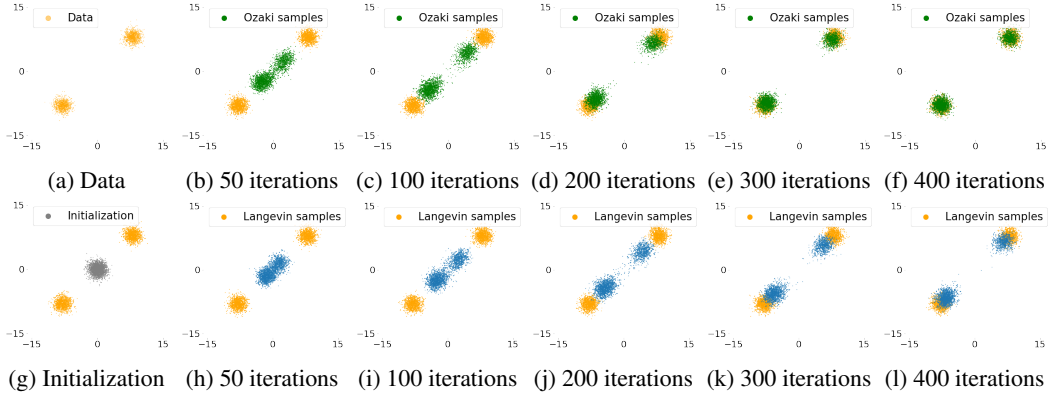 15 Data 15 Ozaki samples 15 Ozaki samples 15 Ozaki samples 15 Ozaki samples 15 Ozaki samples
0 0 0 0 0 0
−15 −15 −15 −15 −15 −15
−15 0 15 −15 0 15 −15 0 15 −15 0 15 −15 0 15 −15 0 15
(a) Data (b) 50 iterations (c) 100 iterations (d) 200 iterations (e) 300 iterations (f) 400 iterations
15 Initialization 15 Langevin samples 15 Langevin samples 15 Langevin samples 15 Langevin samples 15 Langevin samples
0 0 0 0 0 0
−15 −15 −15 −15 −15 −15
−15 0 15 −15 0 15 −15 0 15 −15 0 15 −15 0 15 −15 0 15
(g) Initialization (h) 50 iterations (i) 100 iterations (j) 200 iterations (k) 300 iterations (l) 400 iterations